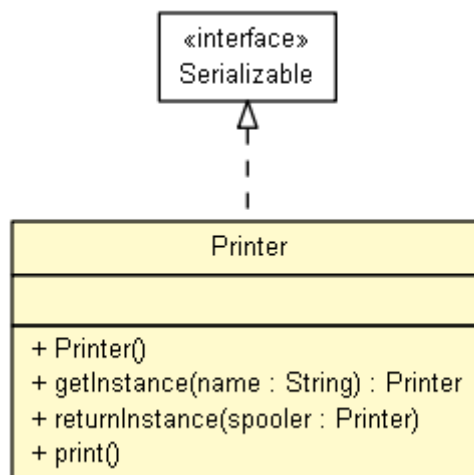 «interface»
Serializable
Printer
+ Printer()
+ getInstance(name : String) : Printer
+ returnInstance(spooler : Printer)
+ print()